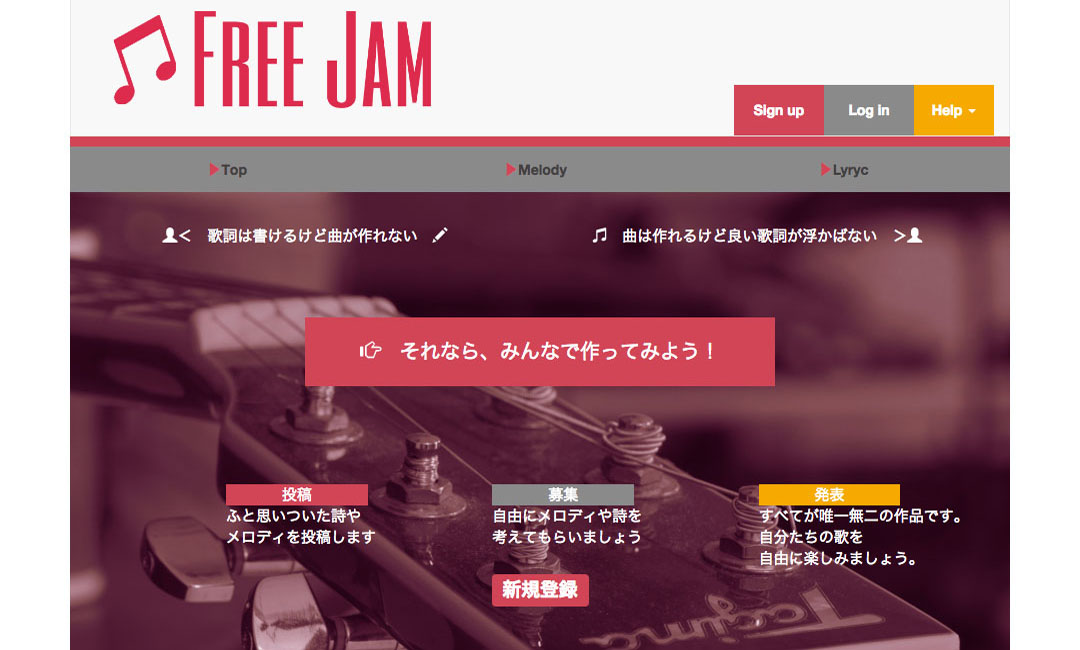 FREE JAM
Sign up
Log in
Help
Top
Melody
Lyryc
< 歌詞は書けるけど曲が作れない
曲は作れるけど良い歌詞が浮かばない >
それなら、みんなで作ってみよう！
投稿
ふと思いついた詩や
メロディを投稿します
募集
自由にメロディや詩を
考えてもらいましょう
発表
すべてが唯一無二の作品です。
自分たちの歌を
自由に楽しみましょう。
新規登録
Tagima